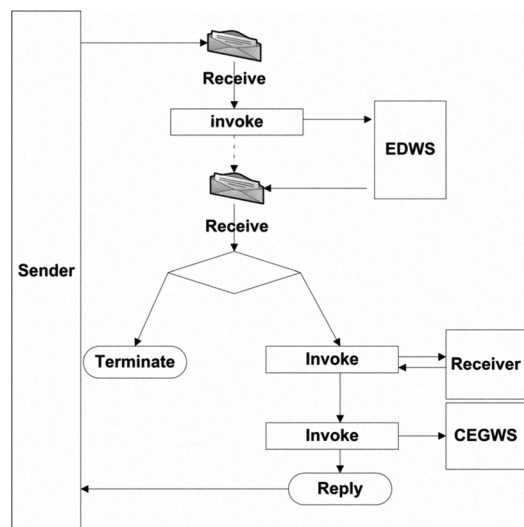 Receive
invoke
EDWS
Receive
Sender
Terminate
Invoke
Receiver
Invoke
CEGWS
Reply